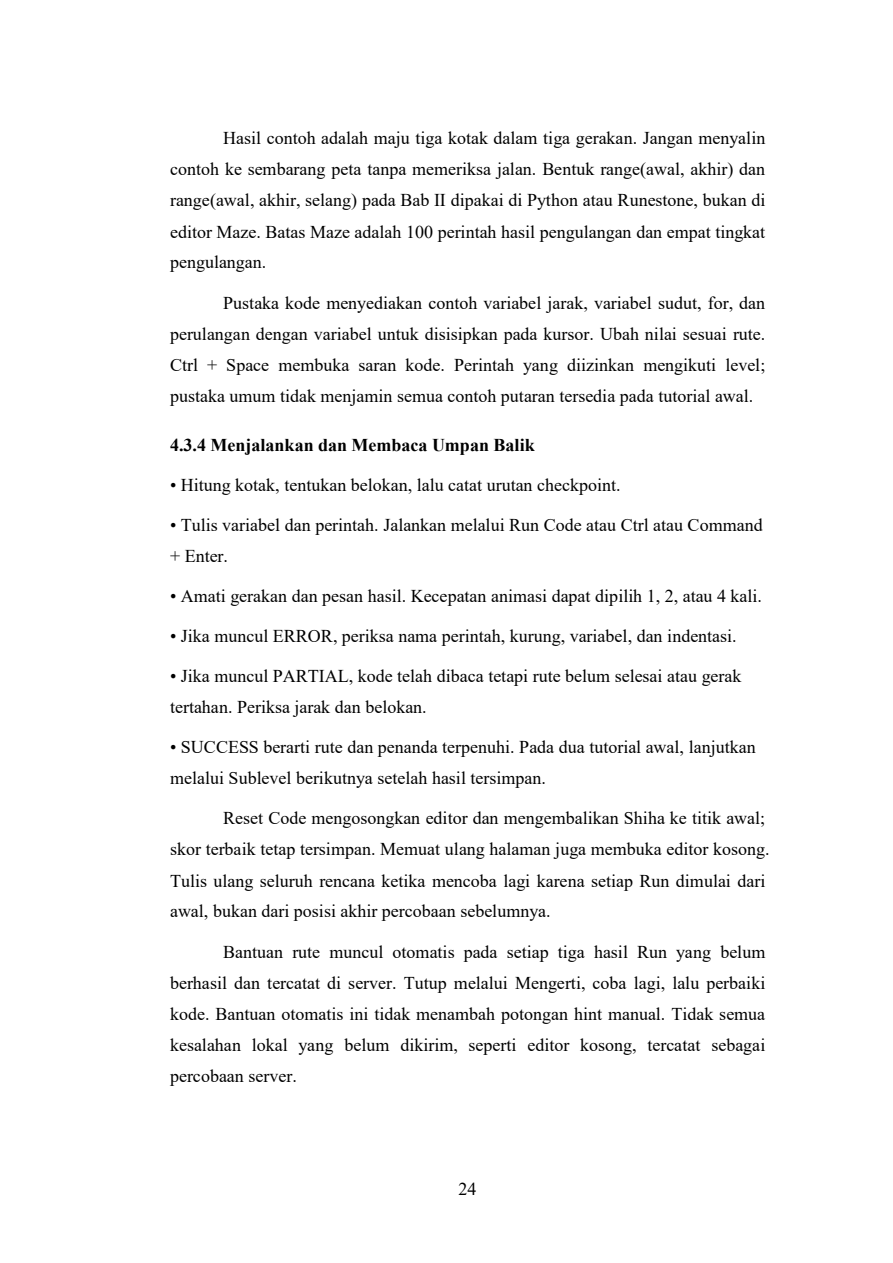 Hasil contoh adalah maju tiga kotak dalam tiga gerakan. Jangan menyalin
contoh ke sembarang peta tanpa memeriksa jalan. Bentuk range(awal, akhir) dan
range(awal, akhir, selang) pada Bab II dipakai di Python atau Runestone, bukan di
editor Maze. Batas Maze adalah 100 perintah hasil pengulangan dan empat tingkat
pengulangan.
Pustaka kode menyediakan contoh variabel jarak, variabel sudut, for, dan
perulangan dengan variabel untuk disisipkan pada kursor. Ubah nilai sesuai rute.
Ctrl + Space membuka saran kode. Perintah yang diizinkan mengikuti level;
pustaka umum tidak menjamin semua contoh putaran tersedia pada tutorial awal.
4.3.4 Menjalankan dan Membaca Umpan Balik
• Hitung kotak, tentukan belokan, lalu catat urutan checkpoint.
• Tulis variabel dan perintah. Jalankan melalui Run Code atau Ctrl atau Command
+ Enter.
• Amati gerakan dan pesan hasil. Kecepatan animasi dapat dipilih 1, 2, atau 4 kali.
• Jika muncul ERROR, periksa nama perintah, kurung, variabel, dan indentasi.
• Jika muncul PARTIAL, kode telah dibaca tetapi rute belum selesai atau gerak
tertahan. Periksa jarak dan belokan.
• SUCCESS berarti rute dan penanda terpenuhi. Pada dua tutorial awal, lanjutkan
melalui Sublevel berikutnya setelah hasil tersimpan.
Reset Code mengosongkan editor dan mengembalikan Shiha ke titik awal;
skor terbaik tetap tersimpan. Memuat ulang halaman juga membuka editor kosong.
Tulis ulang seluruh rencana ketika mencoba lagi karena setiap Run dimulai dari
awal, bukan dari posisi akhir percobaan sebelumnya.
Bantuan rute muncul otomatis pada setiap tiga hasil Run yang belum
berhasil dan tercatat di server. Tutup melalui Mengerti, coba lagi, lalu perbaiki
kode. Bantuan otomatis ini tidak menambah potongan hint manual. Tidak semua
kesalahan lokal yang belum dikirim, seperti editor kosong, tercatat sebagai
percobaan server.
24